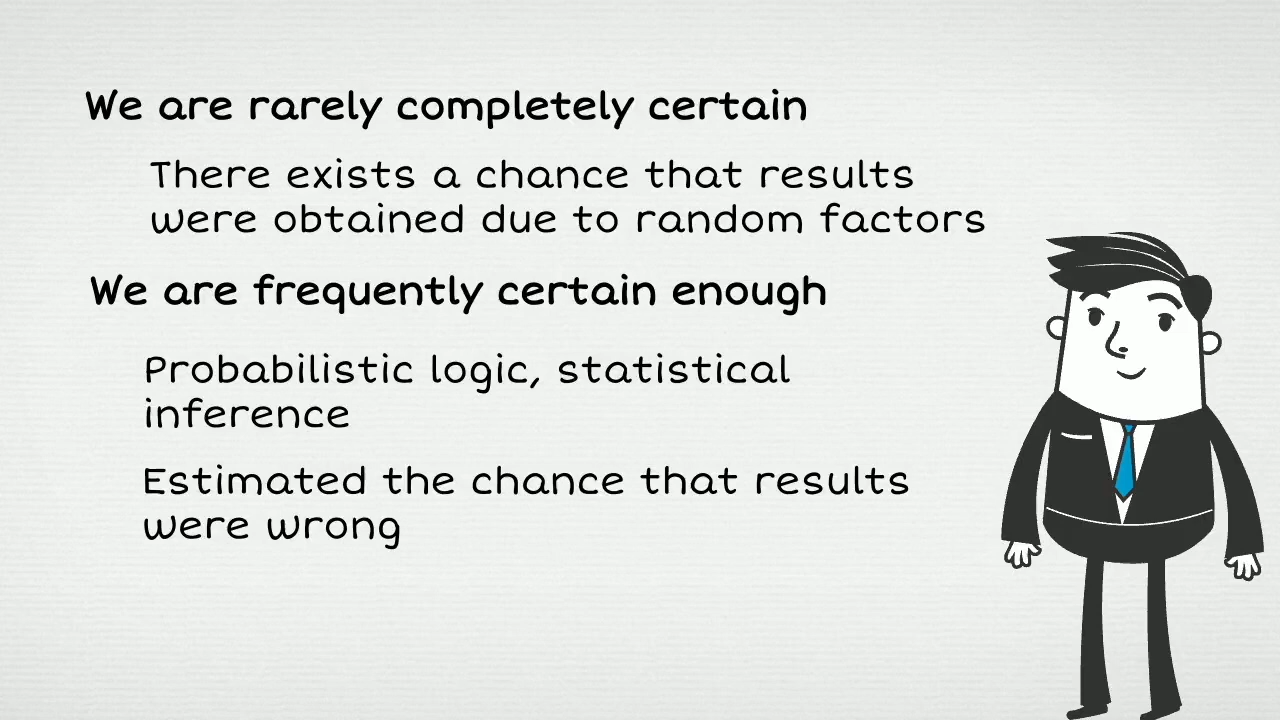 We are rarely completely certain
There exists a chance that results
were obtained due to random factors
We are frequently certain enough
Probabilistic logic, statistical
inference
Estimated the chance that results
were wrong